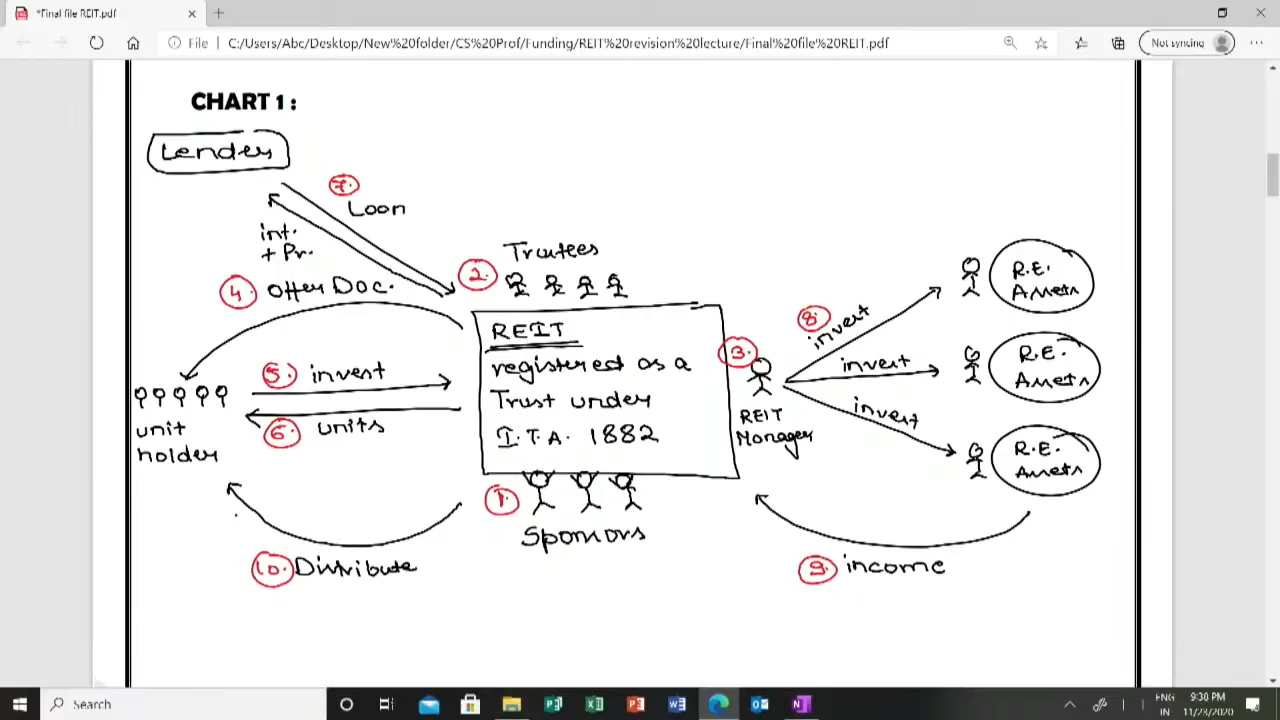 *Final file REIT.pdf
File
C:/Users/Abc/Desktop/New%20folder/CS%20Prof/Funding/REIT%20revision%20lecture/Final%20file%20REIT.pdf
Not syncing
CHART 1 :
Lender
7.
Loan
int.
+ Pr.
2.
Trustees
4.
Offer Doc.
REIT
registered as a
Trust under
I.T.A. 1882
5.
invest
6.
units
unit
holder
3.
REIT
Manager
8.
invest
invest
invest
R.E.
Assets
R.E.
Assets
R.E.
Assets
1.
Sponsors
10.
Distribute
9.
income
Search
ENG
IN
9:30 PM
11/23/2020